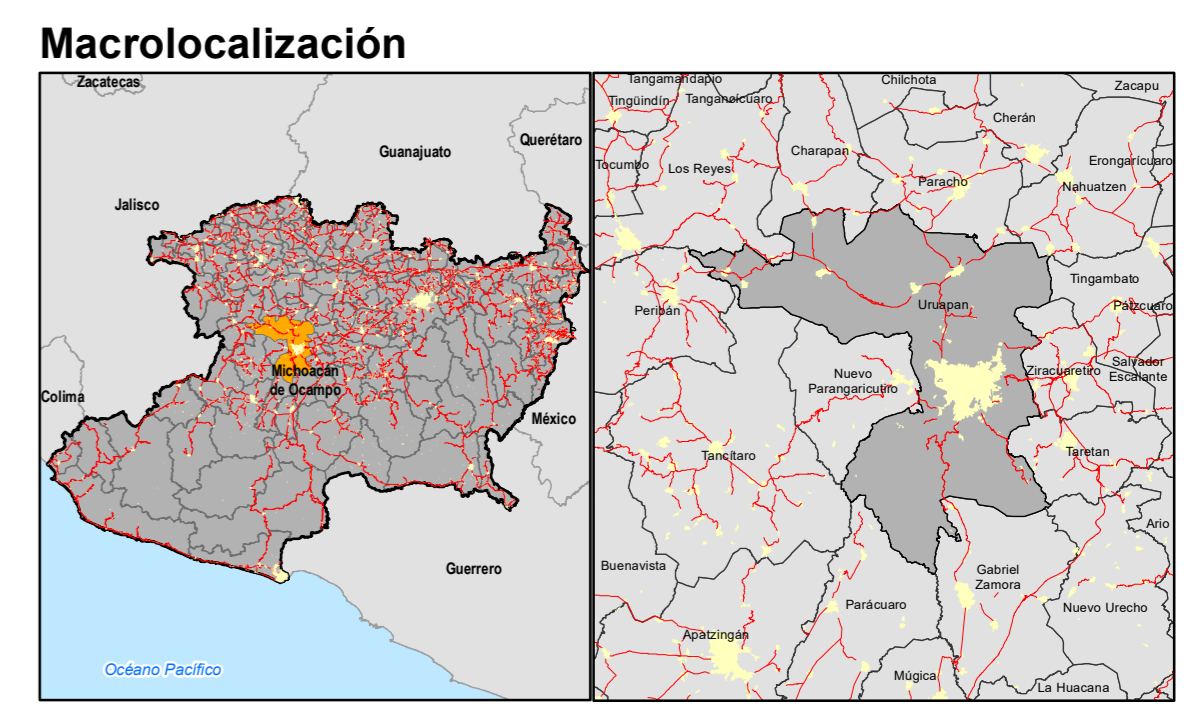 Macrolocalización
Zacatecas
Querétaro
Guanajuato
Jalisco
Michoacán
de Ocampo
Colima
México
Guerrero
Océano Pacífico
Tangamandapio
Chilchota
Zacapu
Tingüindín
Tangancícuaro
Cherán
Charapan
Tocumbo
Los Reyes
Erongarícuaro
Paracho
Nahuatzen
Tingambato
Peribán
Uruapan
Pátzcuaro
Nuevo
Parangaricutiro
Ziracuaretiro
Salvador
Escalante
Tancítaro
Taretan
Ario
Buenavista
Gabriel
Zamora
Parácuaro
Nuevo Urecho
Apatzingán
Múgica
La Huacana